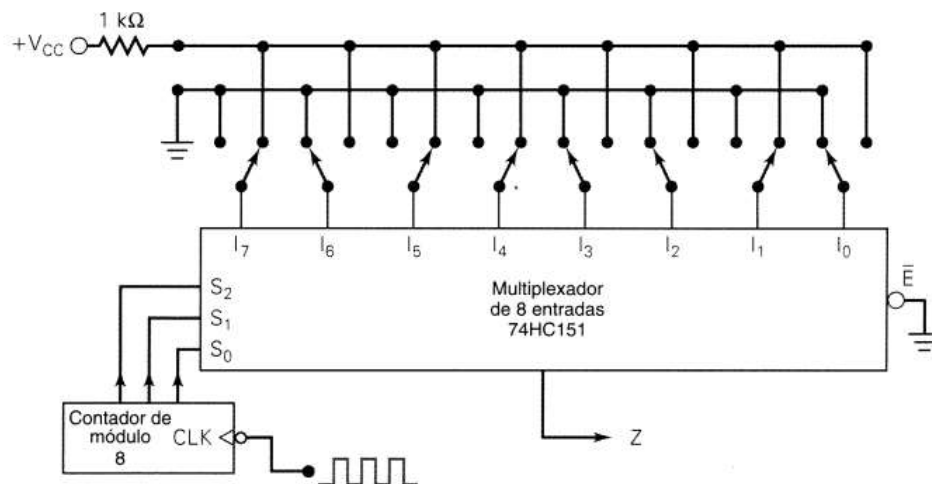 1 kΩ
+VCC
I7 I6 I5 I4 I3 I2 I1 I0
E̅
S2
S1
S0
Multiplexador
de 8 entradas
74HC151
Contador de
módulo
8
CLK
Z